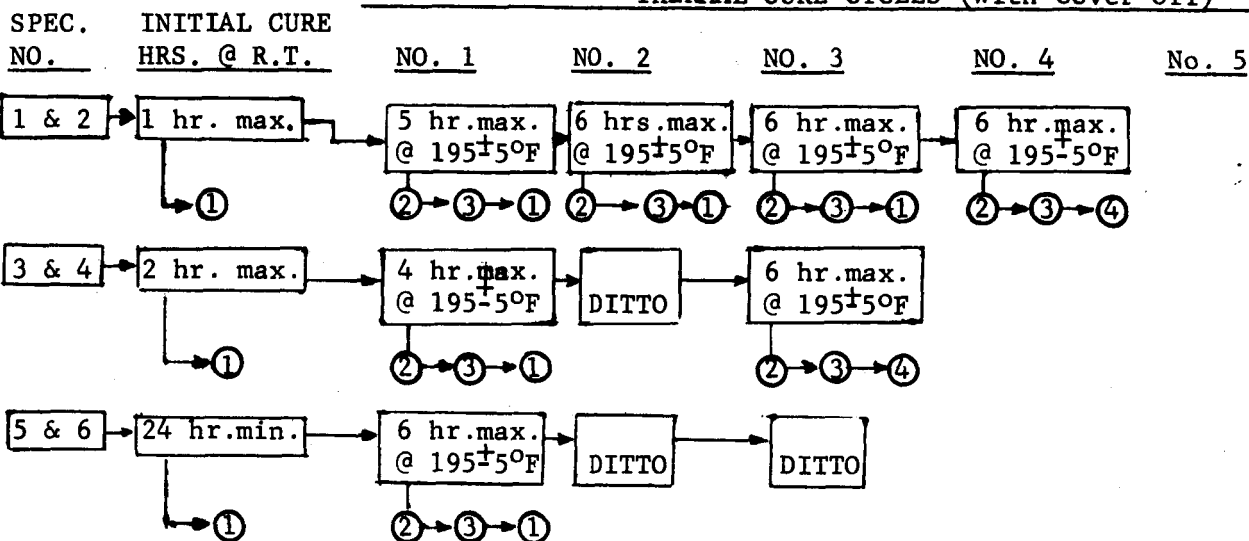 CURE CYCLES (with cover off)
SPEC. INITIAL CURE
NO. HRS. @ R.T. NO. 1 NO. 2 NO. 3 NO. 4 No. 5
1 & 2 1 hr. max. 5 hr.max. 6 hrs.max. 6 hr.max. 6 hr.max.
@ 195±5°F @ 195±5°F @ 195±5°F @ 195±5°F
① ② ③ ① ② ③ ① ② ③ ① ② ③ ④
3 & 4 2 hr. max. 4 hr.max. DITTO 6 hr.max.
@ 195±5°F @ 195±5°F
① ② ③ ① ② ③ ④
5 & 6 24 hr.min. 6 hr.max. DITTO DITTO
@ 195±5°F
① ② ③ ①